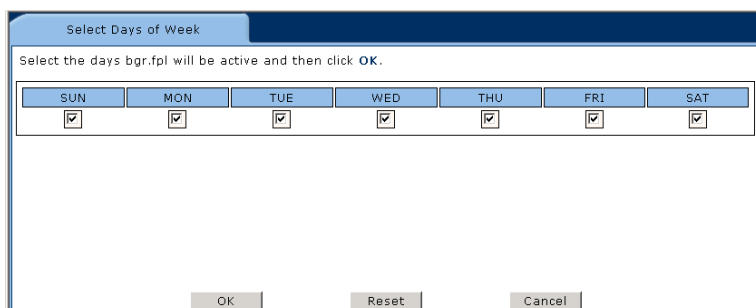 Select Days of Week
Select the days bgr.fpl will be active and then click OK.
SUN MON TUE WED THU FRI SAT
OK Reset Cancel